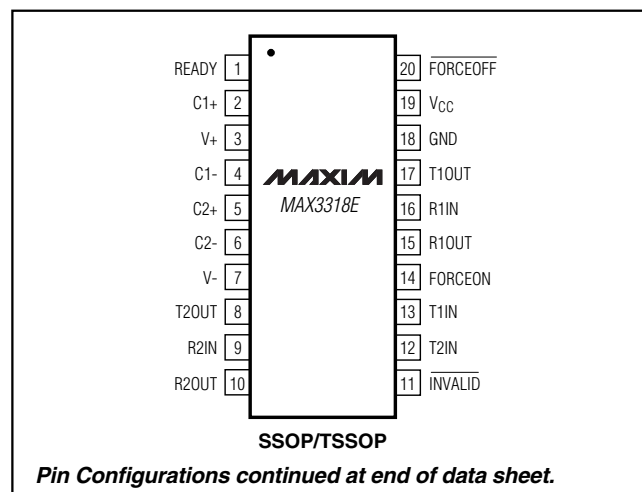 READY 1 20 FORCEOFF
C1+ 2 19 VCC
V+ 3 18 GND
C1- 4 17 T1OUT
MAXIM
C2+ 5 MAX3318E 16 R1IN
C2- 6 15 R1OUT
V- 7 14 FORCEON
T2OUT 8 13 T1IN
R2IN 9 12 T2IN
R2OUT 10 11 INVALID
SSOP/TSSOP
Pin Configurations continued at end of data sheet.